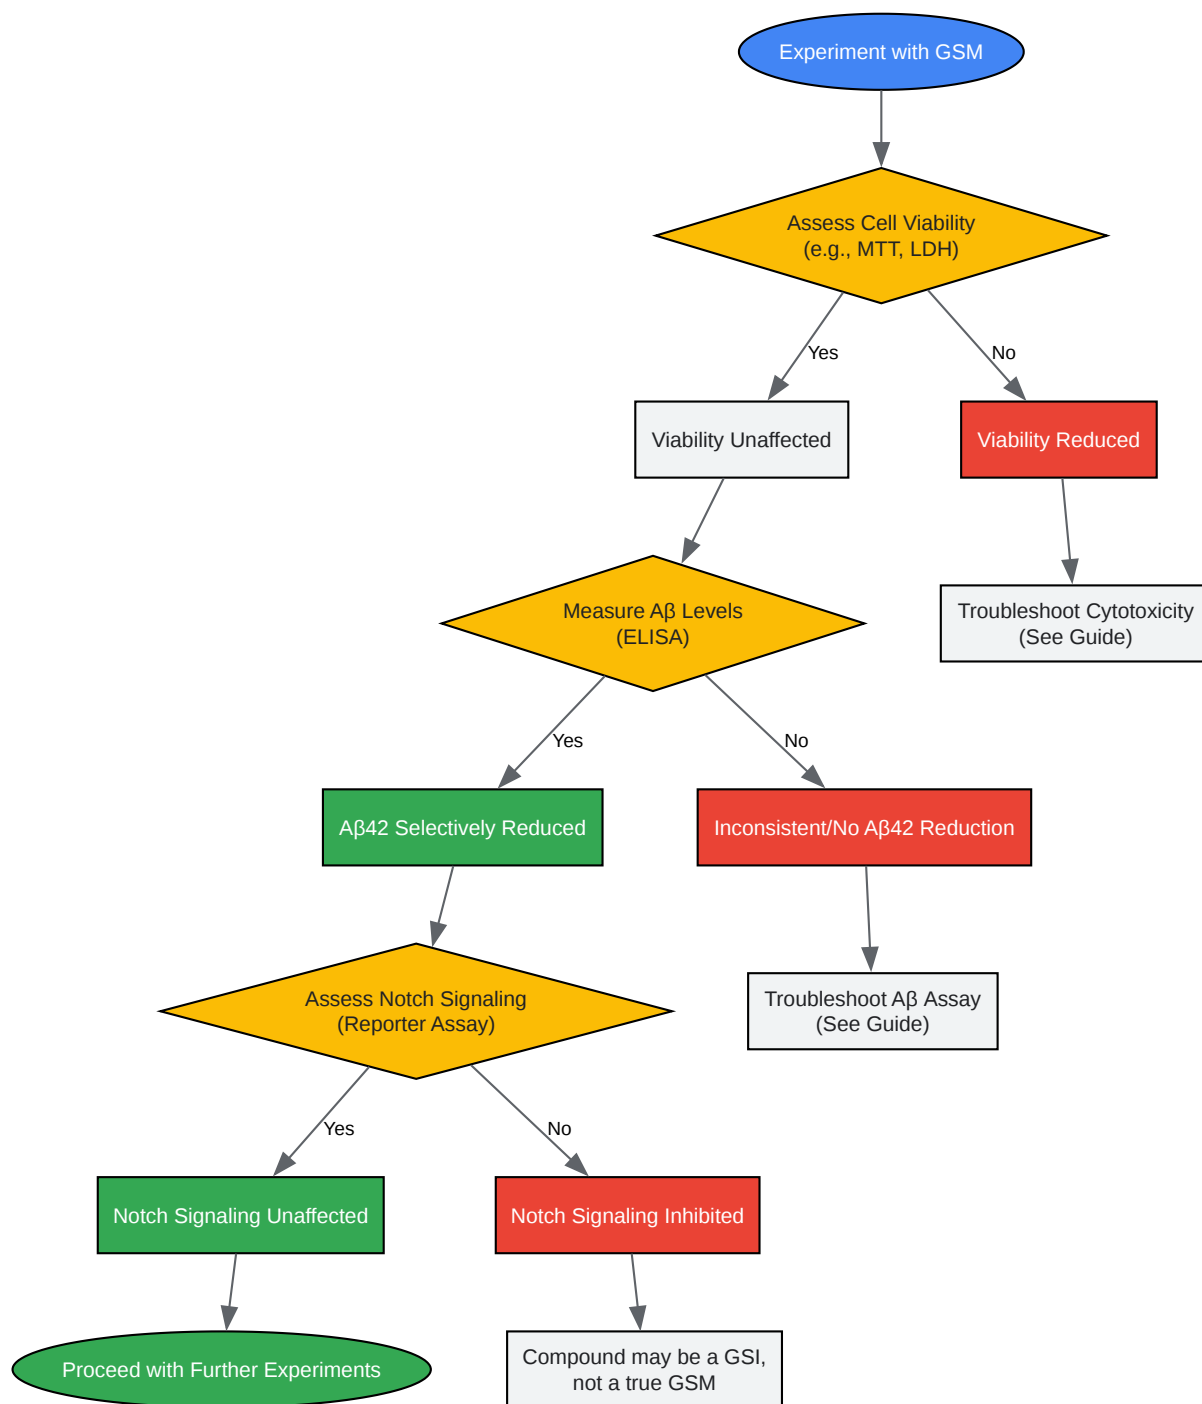 Experiment with GSM
Assess Cell Viability
(e.g., MTT, LDH)
Yes
No
Viability Unaffected
Viability Reduced
Measure Aβ Levels
(ELISA)
Troubleshoot Cytotoxicity
(See Guide)
Yes
No
Aβ42 Selectively Reduced
Inconsistent/No Aβ42 Reduction
Assess Notch Signaling
(Reporter Assay)
Troubleshoot Aβ Assay
(See Guide)
Yes
No
Notch Signaling Unaffected
Notch Signaling Inhibited
Proceed with Further Experiments
Compound may be a GSI,
not a true GSM